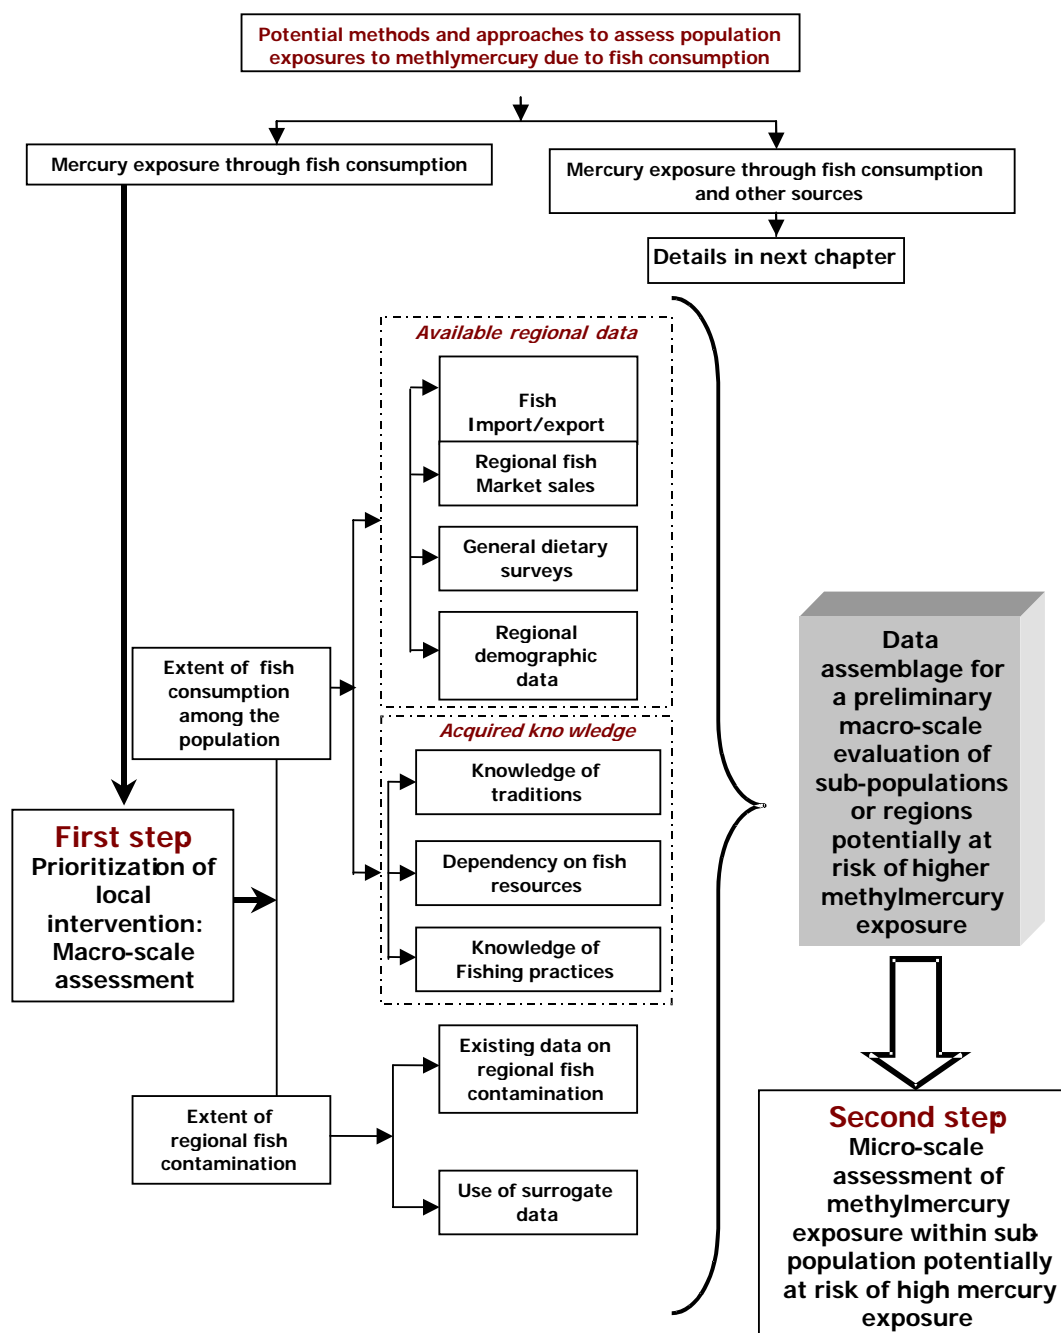 Potential methods and approaches to assess population
exposures to methlymercury due to fish consumption
Mercury exposure through fish consumption
Mercury exposure through fish consumption
and other sources
Details in next chapter
Available regional data
Fish
Import/export
Regional fish
Market sales
General dietary
surveys
Regional
demographic
data
Extent of fish
consumption
among the
population
Acquired kno wledge
Knowledge of
traditions
Dependency on fish
resources
Knowledge of
Fishing practices
First step
Prioritization of
local
intervention:
Macro-scale
assessment
Existing data on
regional fish
contamination
Extent of
regional fish
contamination
Use of surrogate
data
Data
assemblage for
a preliminary
macro-scale
evaluation of
sub-populations
or regions
potentially at
risk of higher
methylmercury
exposure
Second step:
Micro-scale
assessment of
methylmercury
exposure within sub-
population potentially
at risk of high mercury
exposure